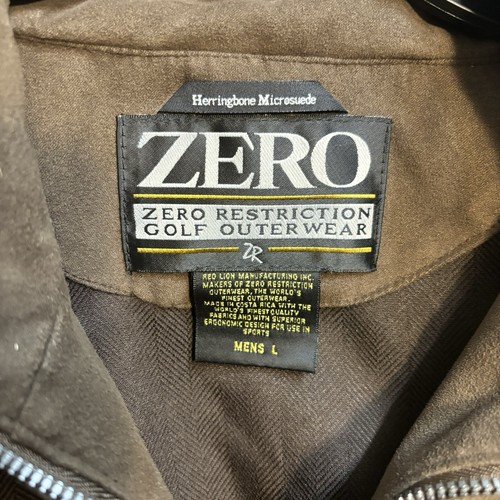 Herringbone Microsuede
ZERO
ZERO RESTRICTION
GOLF OUTERWEAR
ZR
RED LION MANUFACTURING INC.
MAKERS OF ZERO RESTRICTION
OUTERWEAR, THE WORLD'S
FINEST OUTERWEAR.
MADE IN COSTA RICA WITH THE
WORLD'S FINEST QUALITY
FABRICS AND WITH SUPERIOR
ERGONOMIC DESIGN FOR USE IN
SPORTS
MENS L